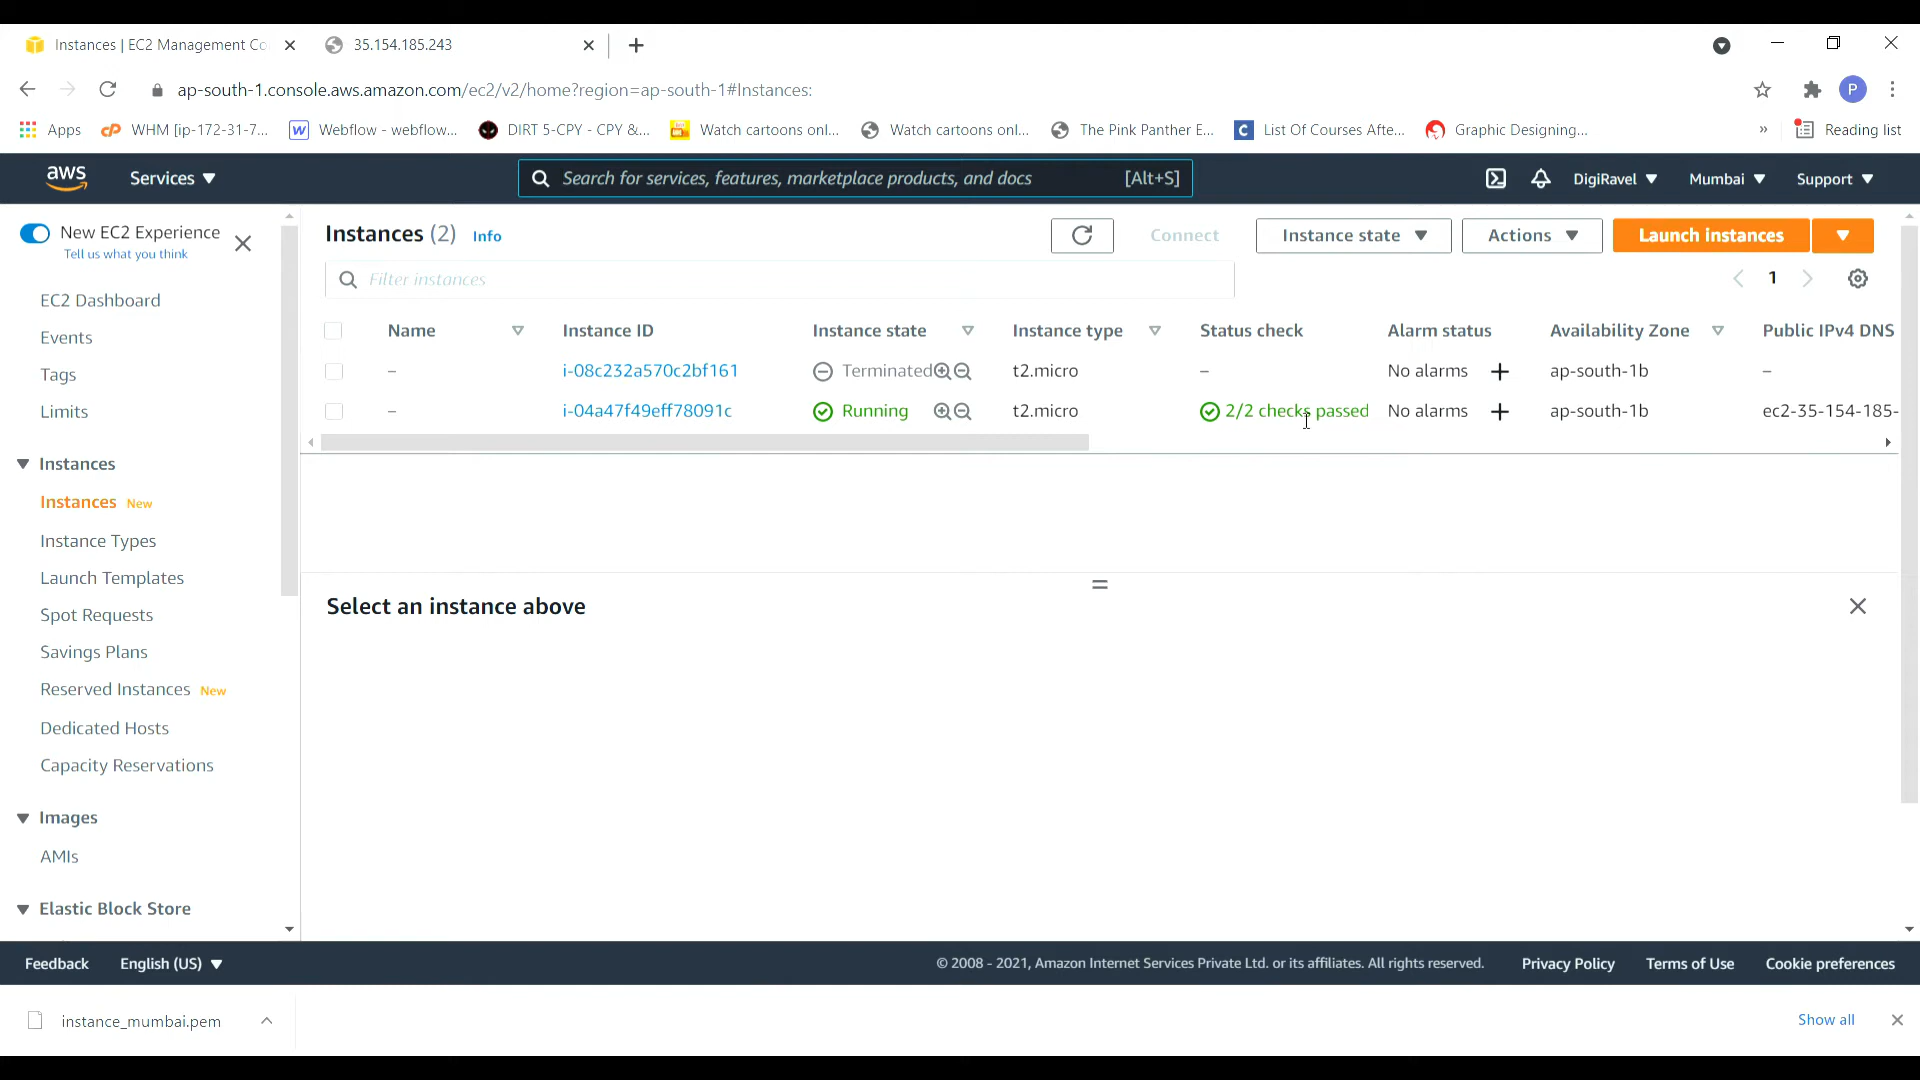 Instances | EC2 Management Co
35.154.185.243
ap-south-1.console.aws.amazon.com/ec2/v2/home?region=ap-south-1#Instances:
P
Apps
WHM [ip-172-31-7...
Webflow - webflow...
DIRT 5-CPY - CPY &...
Watch cartoons onl...
Watch cartoons onl...
The Pink Panther E...
List Of Courses Afte...
Graphic Designing...
»
Reading list
aws
Services
Search for services, features, marketplace products, and docs
[Alt+S]
DigiRavel
Mumbai
Support
New EC2 Experience
Tell us what you think
EC2 Dashboard
Events
Tags
Limits
Instances
Instances New
Instance Types
Launch Templates
Spot Requests
Savings Plans
Reserved Instances New
Dedicated Hosts
Capacity Reservations
Images
AMIs
Elastic Block Store
Instances (2) Info
Connect
Instance state
Actions
Launch instances
Filter instances
1
Name Instance ID Instance state Instance type Status check Alarm status Availability Zone Public IPv4 DNS
– i-08c232a570c2bf161 Terminated t2.micro – No alarms + ap-south-1b –
– i-04a47f49eff78091c Running t2.micro 2/2 checks passed No alarms + ap-south-1b ec2-35-154-185-
Select an instance above
Feedback
English (US)
© 2008 - 2021, Amazon Internet Services Private Ltd. or its affiliates. All rights reserved.
Privacy Policy
Terms of Use
Cookie preferences
instance_mumbai.pem
Show all